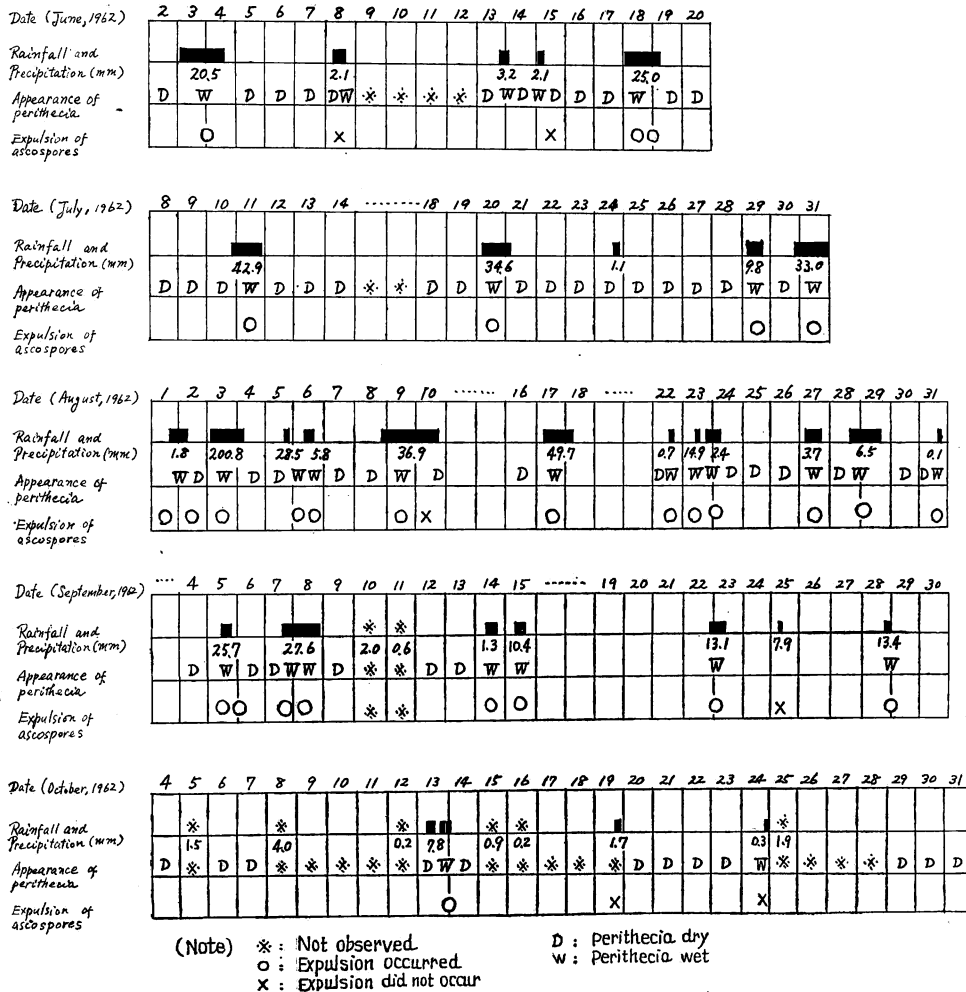 Date (June, 1962) 2 3 4 5 6 7 8 9 10 11 12 13 14 15 16 17 18 19 20
Rainfall and
Precipitation (mm) 20.5 2.1 3.2 2.1 25.0
Appearance of D W D D D DW ※ ※ ※ ※ D W D W D D D W D D
perithecia
Expulsion of O X X O O
ascospores
Date (July, 1962) 8 9 10 11 12 13 14 -------- 18 19 20 21 22 23 24 25 26 27 28 29 30 31
Rainfall and
Precipitation (mm) 42.9 34.6 1.1 9.8 33.0
Appearance of D D D W D D D ※ ※ D D W D D D D D D D W D W
perithecia
Expulsion of O O O O
ascospores
Date (August, 1962) 1 2 3 4 5 6 7 8 9 10 ...... 16 17 18 ..... 22 23 24 25 26 27 28 29 30 31
Rainfall and
Precipitation (mm) 1.8 200.8 28.5 5.8 36.9 49.7 0.7 14.9 2.4 3.7 6.5 0.1
Appearance of W D W D D W W D D W D D W DW W W D D D W D W D DW
perithecia
Expulsion of O O O O O O X O O O O O O O
ascospores
Date (September, 1962) .... 4 5 6 7 8 9 10 11 12 13 14 15 ------ 19 20 21 22 23 24 25 26 27 28 29 30
Rainfall and ※ ※
Precipitation (mm) 25.7 27.6 2.0 0.6 1.3 10.4 13.1 7.9 13.4
Appearance of D W D D W W D ※ ※ D D W W W W
perithecia
Expulsion of O O O O ※ ※ O O O X O
ascospores
Date (October, 1962) 4 5 6 7 8 9 10 11 12 13 14 15 16 17 18 19 20 21 22 23 24 25 26 27 28 29 30 31
Rainfall and ※ ※ ※ ※ ※ ※
Precipitation (mm) 1.5 4.0 0.2 7.8 0.9 0.2 1.7 0.3 1.9
Appearance of D ※ D D ※ ※ ※ ※ ※ D W D ※ ※ ※ ※ ※ D D D D W ※ ※ ※ ※ D D D
perithecia
Expulsion of O X X
ascospores
(Note) ※ : Not observed D : Perithecia dry
O : Expulsion occurred W : Perithecia wet
X : Expulsion did not occur